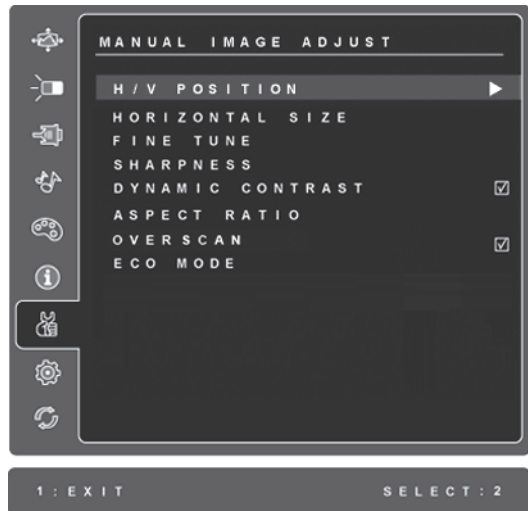 MANUAL IMAGE ADJUST
H/V POSITION
HORIZONTAL SIZE
FINE TUNE
SHARPNESS
DYNAMIC CONTRAST
ASPECT RATIO
OVERSCAN
ECO MODE
1:EXIT SELECT:2